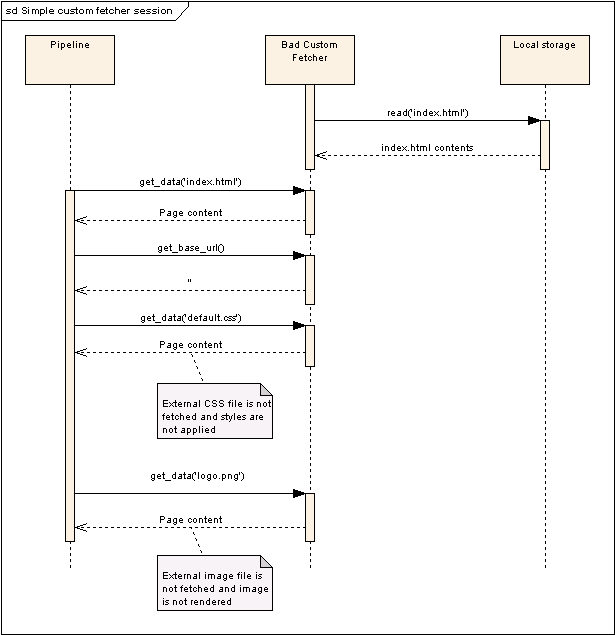 sd Simple custom fetcher session
Pipeline
Bad Custom
Fetcher
Local storage
read('index.html')
index.html contents
get_data('index.html')
Page content
get_base_url()
''
get_data('default.css')
Page content
External CSS file is not
fetched and styles are
not applied
get_data('logo.png')
Page content
External image file is
not fetched and image
is not rendered